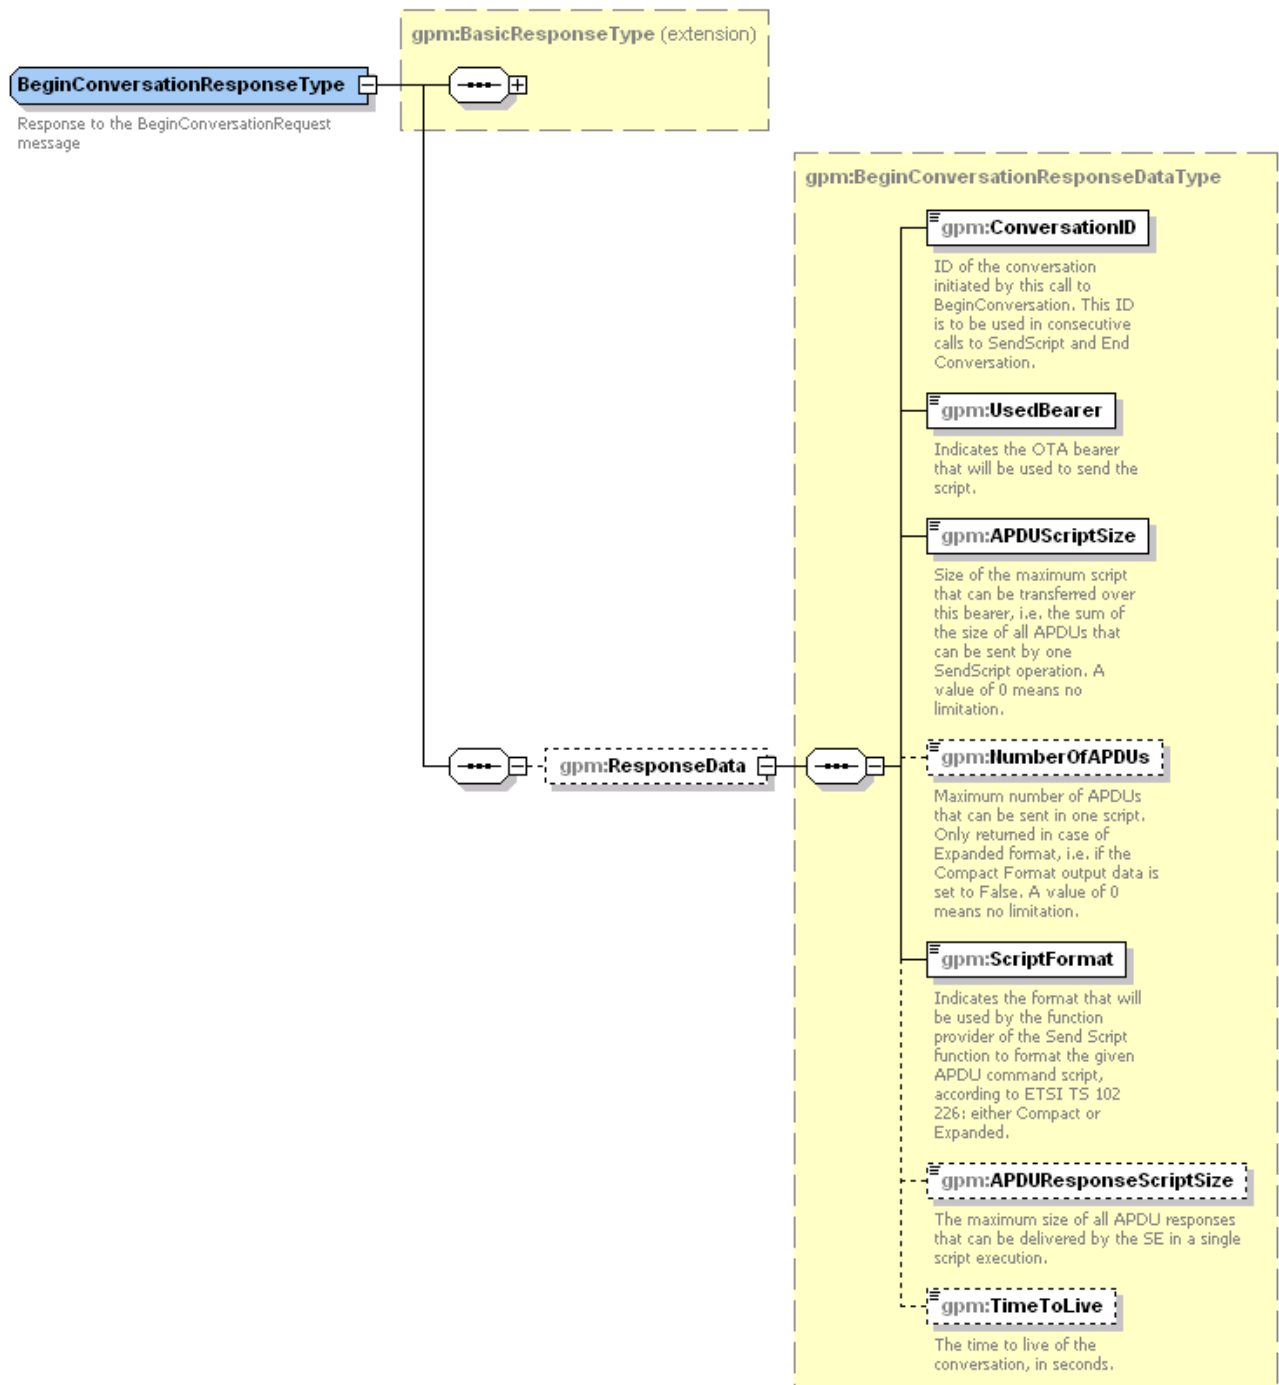 gpm:BasicResponseType (extension)
BeginConversationResponseType
Response to the BeginConversationRequest
message
gpm:BeginConversationResponseDataType
gpm:ConversationID
ID of the conversation
initiated by this call to
BeginConversation. This ID
is to be used in consecutive
calls to SendScript and End
Conversation.
gpm:UsedBearer
Indicates the OTA bearer
that will be used to send the
script.
gpm:APDUScriptSize
Size of the maximum script
that can be transferred over
this bearer, i.e. the sum of
the size of all APDUs that
can be sent by one
SendScript operation. A
value of 0 means no
limitation.
gpm:ResponseData
gpm:NumberOfAPDUs
Maximum number of APDUs
that can be sent in one script.
Only returned in case of
Expanded format, i.e. if the
Compact Format output data is
set to False. A value of 0
means no limitation.
gpm:ScriptFormat
Indicates the format that will
be used by the function
provider of the Send Script
function to format the given
APDU command script,
according to ETSI TS 102
226: either Compact or
Expanded.
gpm:APDUResponseScriptSize
The maximum size of all APDU responses
that can be delivered by the SE in a single
script execution.
gpm:TimeToLive
The time to live of the
conversation, in seconds.